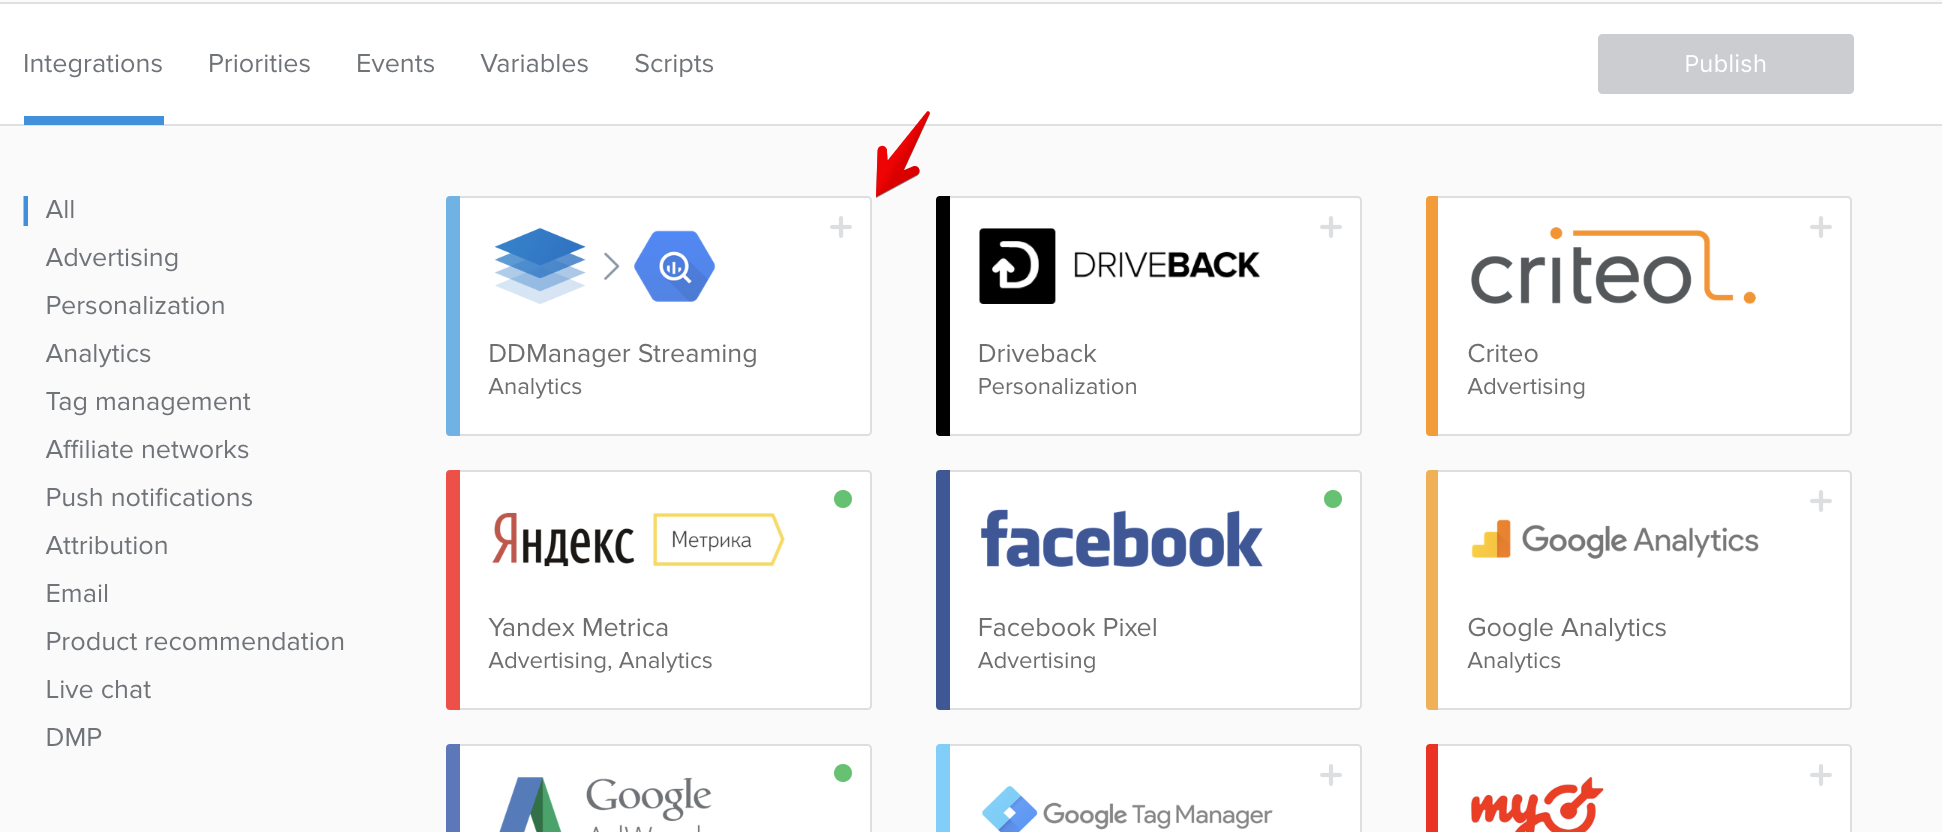 Integrations Priorities Events Variables Scripts Publish
All
Advertising
Personalization
Analytics
Tag management
Affiliate networks
Push notifications
Attribution
Email
Product recommendation
Live chat
DMP
DDManager Streaming
Analytics
DRIVEBACK
Driveback
Personalization
criteo
Criteo
Advertising
Яндекс Метрика
Yandex Metrica
Advertising, Analytics
facebook
Facebook Pixel
Advertising
Google Analytics
Google Analytics
Analytics
Google
Google Tag Manager
my